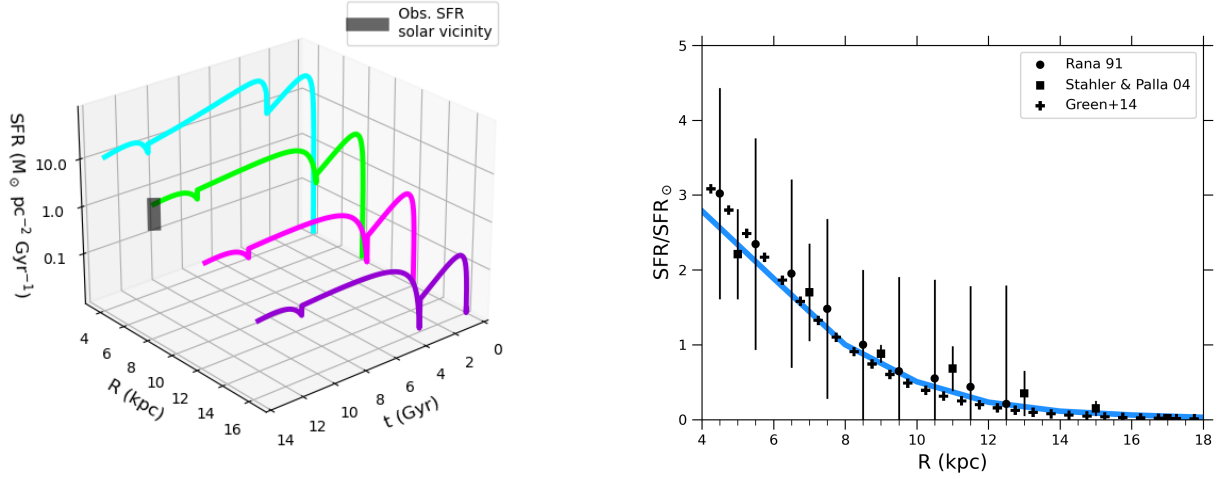 Obs. SFR
solar vicinity
SFR (M⊙ pc⁻² Gyr⁻¹)
10.0
1.0
0.1
4
6
8
10
12
14
16
R (kpc)
14
12
10
8
6
4
2
0
t (Gyr)
Rana 91
Stahler & Palla 04
Green+14
SFR/SFR⊙
5
4
3
2
1
0
4 6 8 10 12 14 16 18
R (kpc)